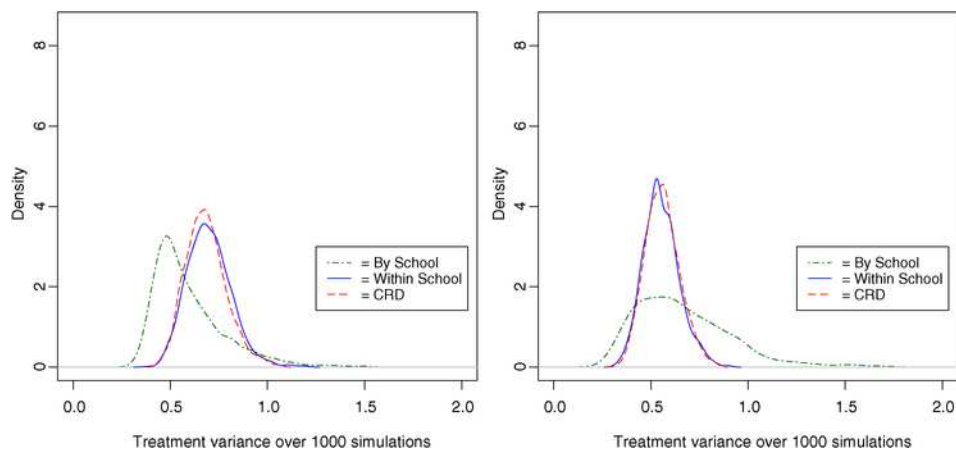 8
6
4
2
0
Density
= By School
= Within School
= CRD
0.0 0.5 1.0 1.5 2.0
Treatment variance over 1000 simulations
8
6
4
2
0
Density
= By School
= Within School
= CRD
0.0 0.5 1.0 1.5 2.0
Treatment variance over 1000 simulations